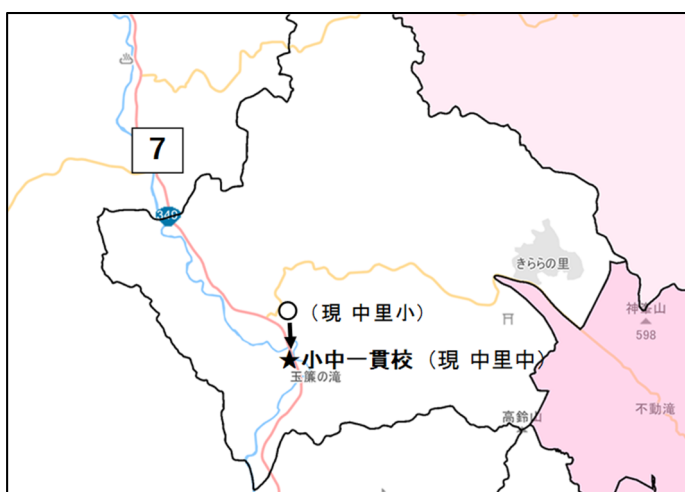 7
349
きららの里
（現 中里小）
神峯山
598
★小中一貫校（現 中里中）
玉簾の滝
高鈴山
不動滝